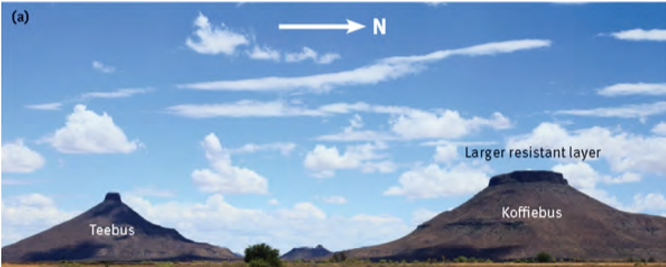 (a)
N
Larger resistant layer
Koffiebus
Teebus